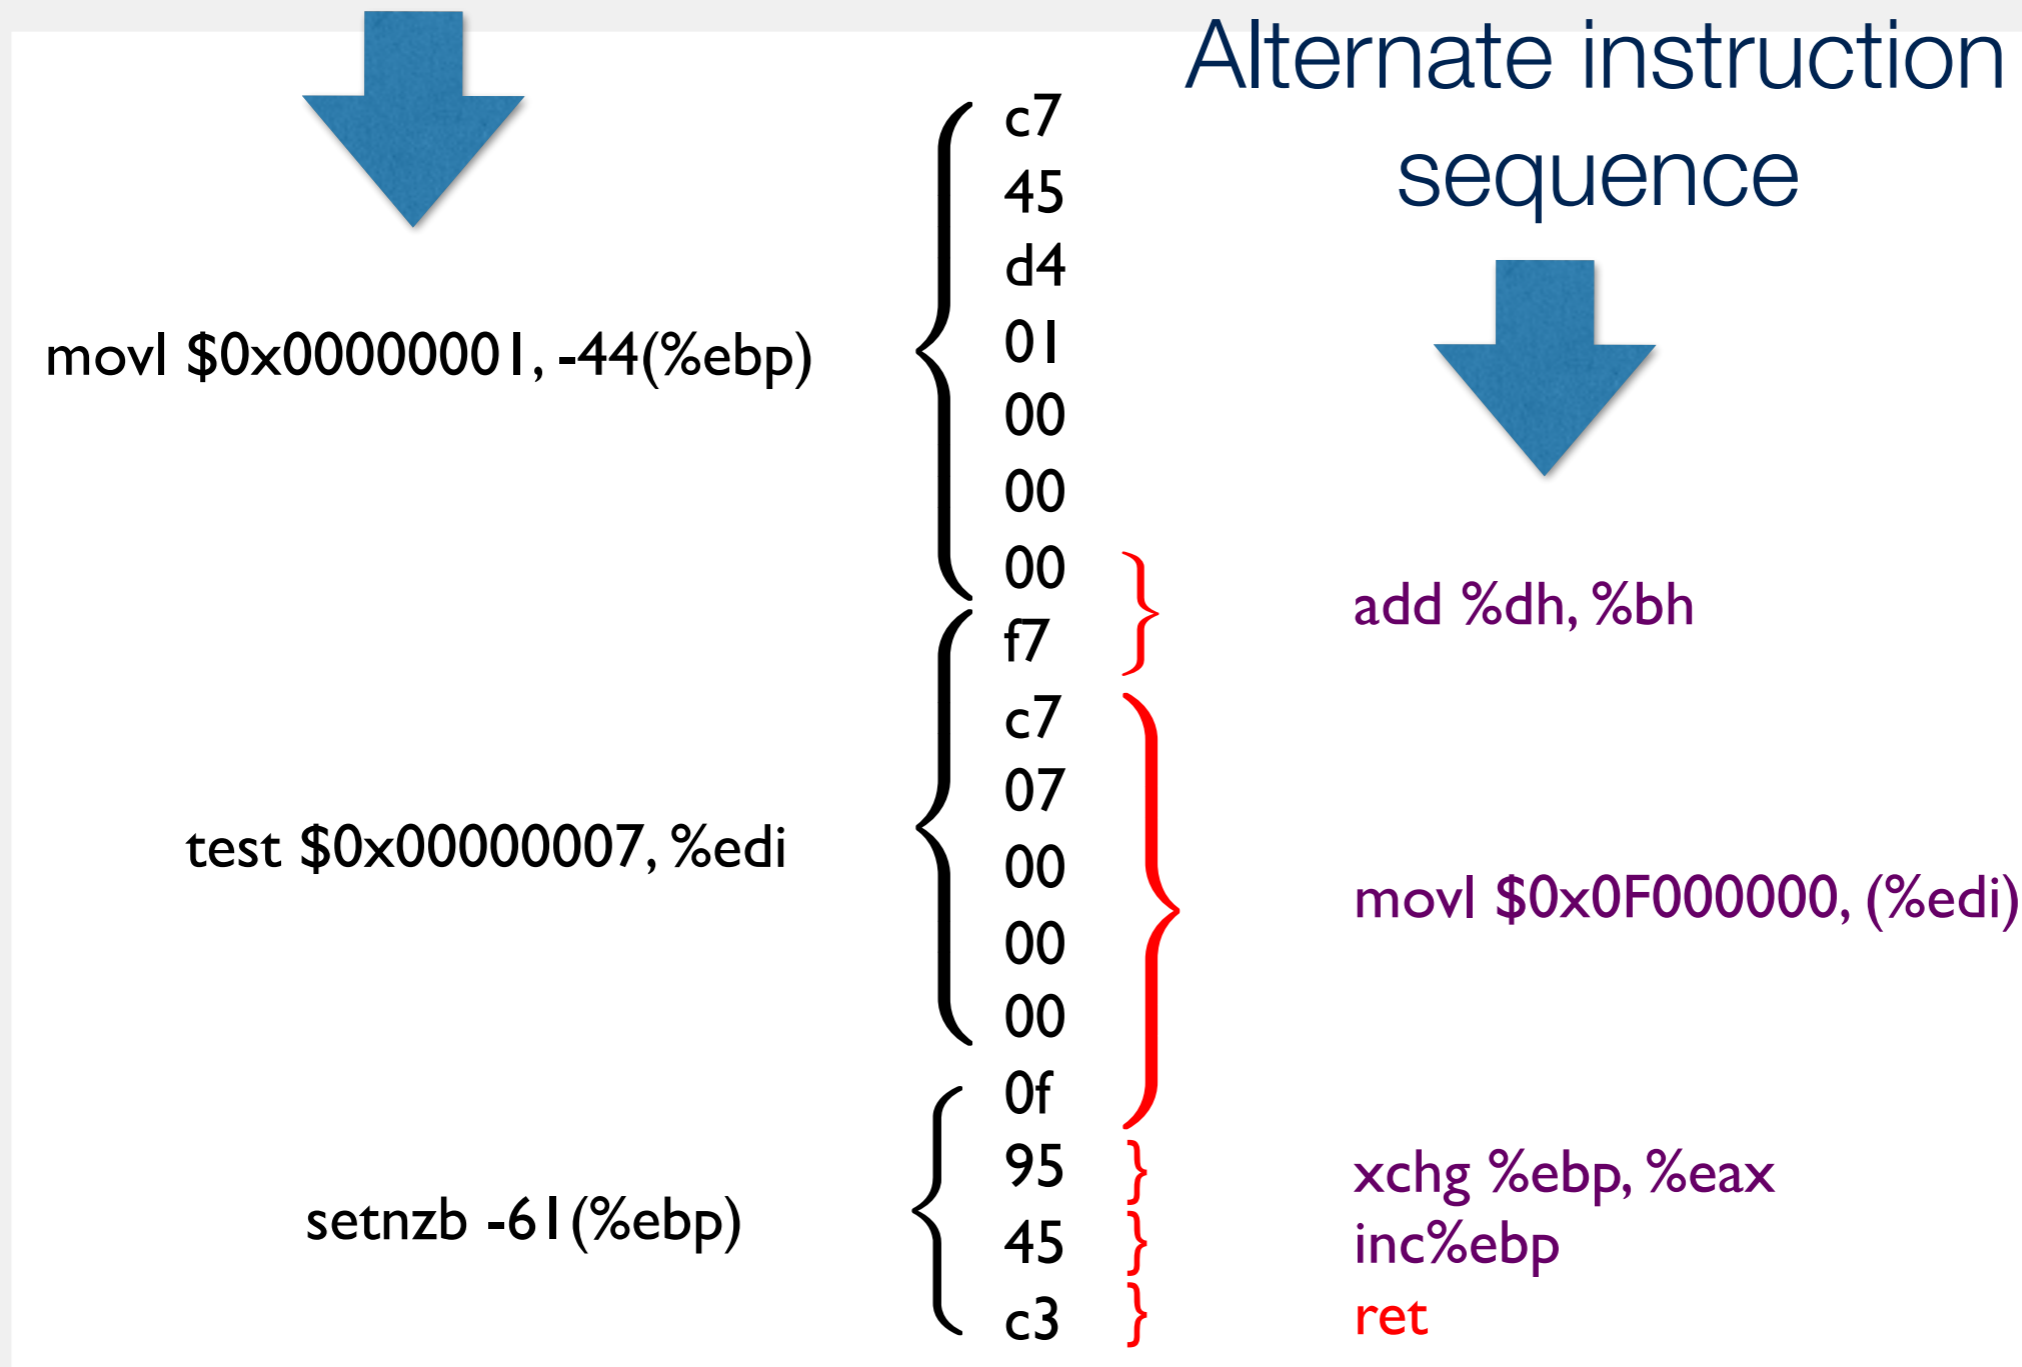 Alternate instruction
sequence
movl $0x00000001, -44(%ebp)
test $0x00000007, %edi
setnzb -61(%ebp)
c7
45
d4
01
00
00
00
f7
c7
07
00
00
00
0f
95
45
c3
add %dh, %bh
movl $0x0F000000, (%edi)
xchg %ebp, %eax
inc%ebp
ret